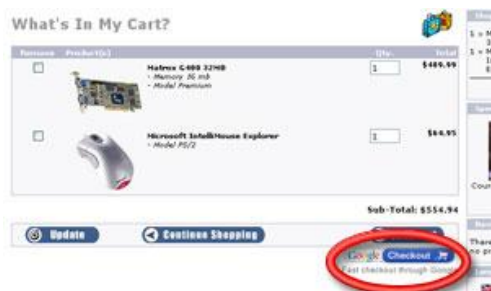 What's In My Cart?
Remove Product(s) Qty. Total
Matrox G400 32MB 1 $489.99
- Memory 16 mb
- Model Premium
Microsoft IntelliMouse Explorer 1 $64.95
- Model PS/2
Sub-Total: $554.94
Update Continue Shopping
Google Checkout
Fast checkout through Google